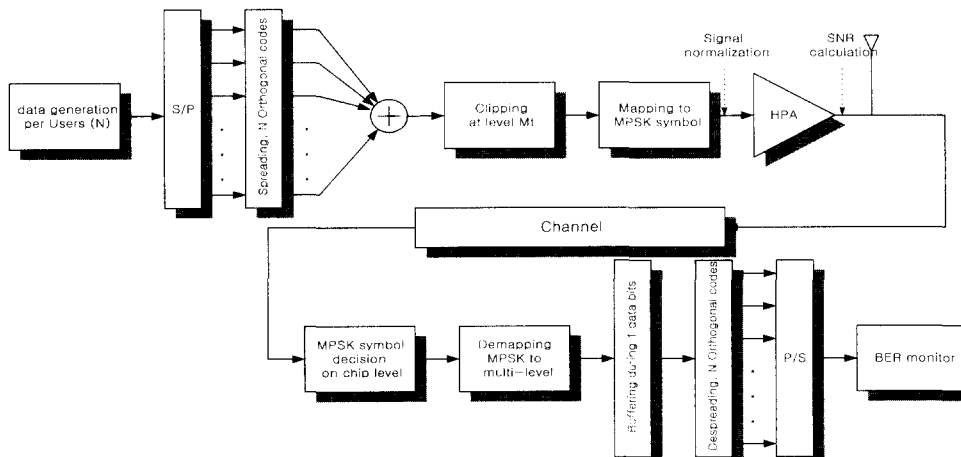 Signal
normalization
SNR
calculation
data generation
per Users (N)
S/P
Spreading, N Orthogonal codes
Clipping
at level Mt
Mapping to
MPSK symbol
HPA
Channel
MPSK symbol
decision
on chip level
Demapping
MPSK to
multi-level
Buffering during 1 data bits
Despreading, N Orthogonal codes
P/S
BER monitor